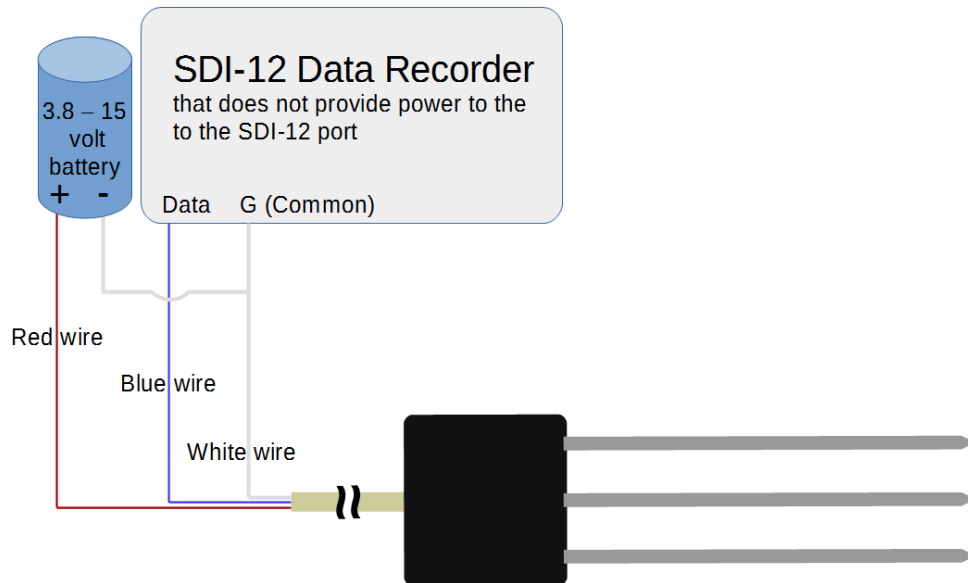 SDI-12 Data Recorder
that does not provide power to the
to the SDI-12 port
3.8 – 15
volt
battery
+ -
Data G (Common)
Red wire
Blue wire
White wire